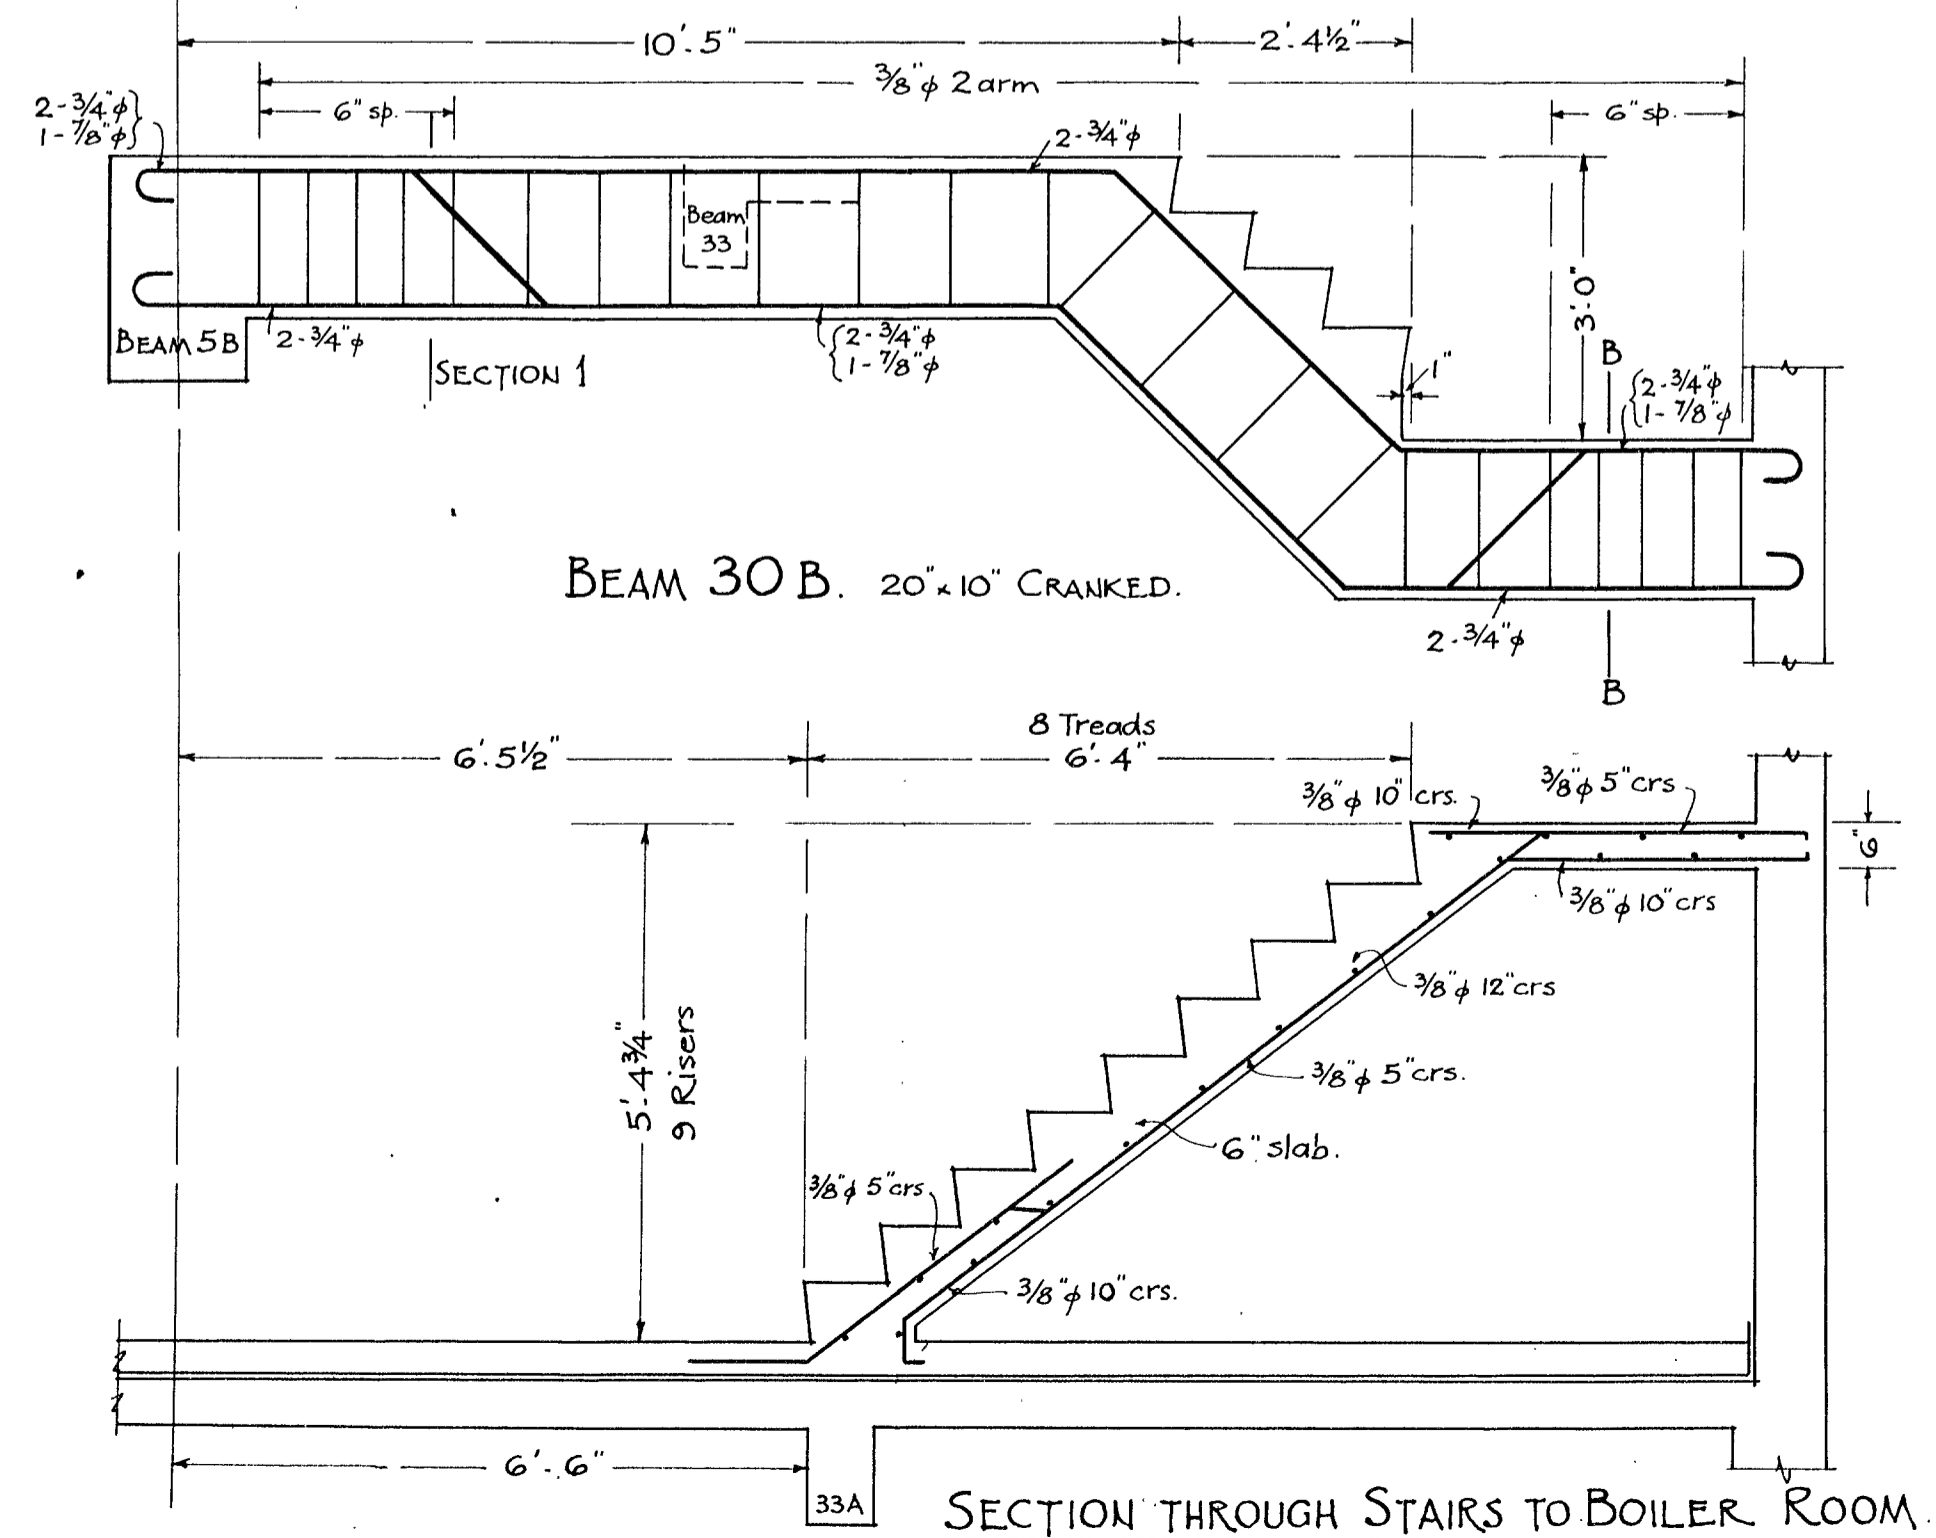 10'-5"
2'-4½"
3/8"φ 2 arm
2-3/4"φ
1-7/8"φ
6" sp.
6" sp.
2-3/4"φ
Beam
33
3'-0"
BEAM 5B
2-3/4"φ
2-3/4"φ
1-7/8"φ
SECTION 1
1"
B
2-3/4"φ
1-7/8"φ
BEAM 30 B. 20"x10" CRANKED.
2-3/4"φ
B
8 Treads
6'.5½"
6'-4"
3/8"φ 10" crs.
3/8"φ 5" crs
6"
3/8"φ 10" crs
3/8"φ 12" crs
5'.4¾"
9 Risers
3/8"φ 5" crs.
6" slab.
3/8"φ 5" crs.
3/8"φ 10" crs.
6'-6"
33A
SECTION THROUGH STAIRS TO BOILER ROOM.